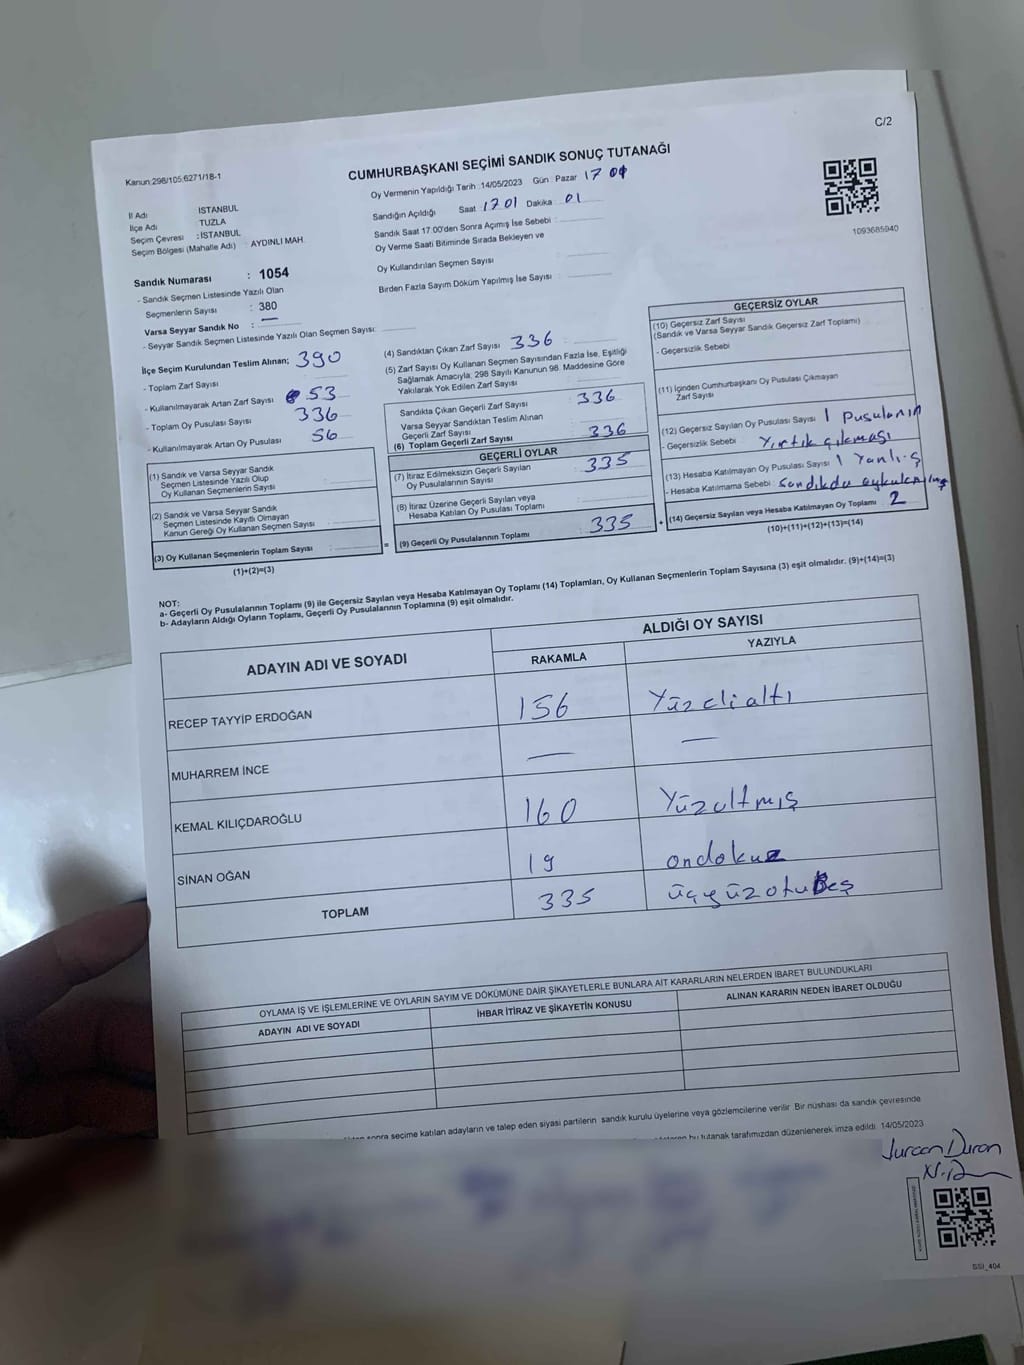 C/2
Kanun:298/105,6271/18-1
CUMHURBAŞKANI SEÇİMİ SANDIK SONUÇ TUTANAĞI
Oy Vermenin Yapıldığı Tarih :14/05/2023 Gün : Pazar 17 01
İl Adı İSTANBUL
İlçe Adı TUZLA
Seçim Çevresi :İSTANBUL
Seçim Bölgesi (Mahalle Adı) : AYDINLI MAH.
Sandığın Açıldığı Saat 1701 Dakika 01
Sandık Saat 17.00'den Sonra Açımış İse Sebebi :
Oy Verme Saati Bitiminde Sırada Bekleyen ve
Oy Kullandırılan Seçmen Sayısı
Birden Fazla Sayım Döküm Yapılmış İse Sayısı :
1093685940
Sandık Numarası : 1054
- Sandık Seçmen Listesinde Yazılı Olan
Seçmenlerin Sayısı : 380
Varsa Seyyar Sandık No : —
- Seyyar Sandık Seçmen Listesinde Yazılı Olan Seçmen Sayısı:
İlçe Seçim Kurulundan Teslim Alınan; 390
- Toplam Zarf Sayısı
- Kullanılmayarak Artan Zarf Sayısı 53
- Toplam Oy Pusulası Sayısı 336
- Kullanılmayarak Artan Oy Pusulası 56
(1) Sandık ve Varsa Seyyar Sandık
Seçmen Listesinde Yazılı Olup
Oy Kullanan Seçmenlerin Sayısı
(2) Sandık ve Varsa Seyyar Sandık
Seçmen Listesinde Kayıtlı Olmayan
Kanun Gereği Oy Kullanan Seçmen Sayısı :
(3) Oy Kullanan Seçmenlerin Toplam Sayısı :
(1)+(2)=(3)
(4) Sandıktan Çıkan Zarf Sayısı 336
(5) Zarf Sayısı Oy Kullanan Seçmen Sayısından Fazla İse, Eşitliği
Sağlamak Amacıyla; 298 Sayılı Kanunun 98. Maddesine Göre
Yakılarak Yok Edilen Zarf Sayısı :
Sandıkta Çıkan Geçerli Zarf Sayısı : 336
Varsa Seyyar Sandıktan Teslim Alınan
Geçerli Zarf Sayısı
(6) Toplam Geçerli Zarf Sayısı 336
GEÇERLİ OYLAR
(7) İtiraz Edilmeksizin Geçerli Sayılan
Oy Pusulalarının Sayısı : 335
(8) İtiraz Üzerine Geçerli Sayılan veya
Hesaba Katılan Oy Pusulası Toplamı :
= (9) Geçerli Oy Pusulalarının Toplamı : 335
GEÇERSİZ OYLAR
(10) Geçersiz Zarf Sayısı
(Sandık ve Varsa Seyyar Sandık Geçersiz Zarf Toplamı)
- Geçersizlik Sebebi
(11) İçinden Cumhurbaşkanı Oy Pusulası Çıkmayan
Zarf Sayısı
(12) Geçersiz Sayılan Oy Pusulası Sayısı 1 pusulanın
- Geçersizlik Sebebi Yırtık çıkması
(13) Hesaba Katılmayan Oy Pusulası Sayısı 1 Yanlış
- Hesaba Katılmama Sebebi : Sandıkda
+ (14) Geçersiz Sayılan veya Hesaba Katılmayan Oy Toplamı : 2
(10)+(11)+(12)+(13)=(14)
NOT:
a- Geçerli Oy Pusulalarının Toplamı (9) ile Geçersiz Sayılan veya Hesaba Katılmayan Oy Toplamı (14) Toplamları, Oy Kullanan Seçmenlerin Toplam Sayısına (3) eşit olmalıdır. (9)+(14)=(3)
b- Adayların Aldığı Oyların Toplamı, Geçerli Oy Pusulalarının Toplamına (9) eşit olmalıdır.
ADAYIN ADI VE SOYADI
ALDIĞI OY SAYISI
RAKAMLA YAZIYLA
RECEP TAYYİP ERDOĞAN 156 Yüzelialtı
MUHARREM İNCE — —
KEMAL KILIÇDAROĞLU 160 Yüzaltmış
SİNAN OĞAN 19 ondokuz
TOPLAM 335 üçyüzotuzbeş
OYLAMA İŞ VE İŞLEMLERİNE VE OYLARIN SAYIM VE DÖKÜMÜNE DAİR ŞİKAYETLERLE BUNLARA AİT KARARLARIN NELERDEN İBARET BULUNDUKLARI
ADAYIN ADI VE SOYADI İHBAR İTİRAZ VE ŞİKAYETİN KONUSU ALINAN KARARIN NEDEN İBARET OLDUĞU
sonra seçime katılan adayların ve talep eden siyasi partilerin sandık kurulu üyelerine veya gözlemcilerine verilir. Bir nüshası da sandık çevresinde
bu tutanak tarafımızdan düzenlenerek imza edildi. 14/05/2023
Duran
SSI_404